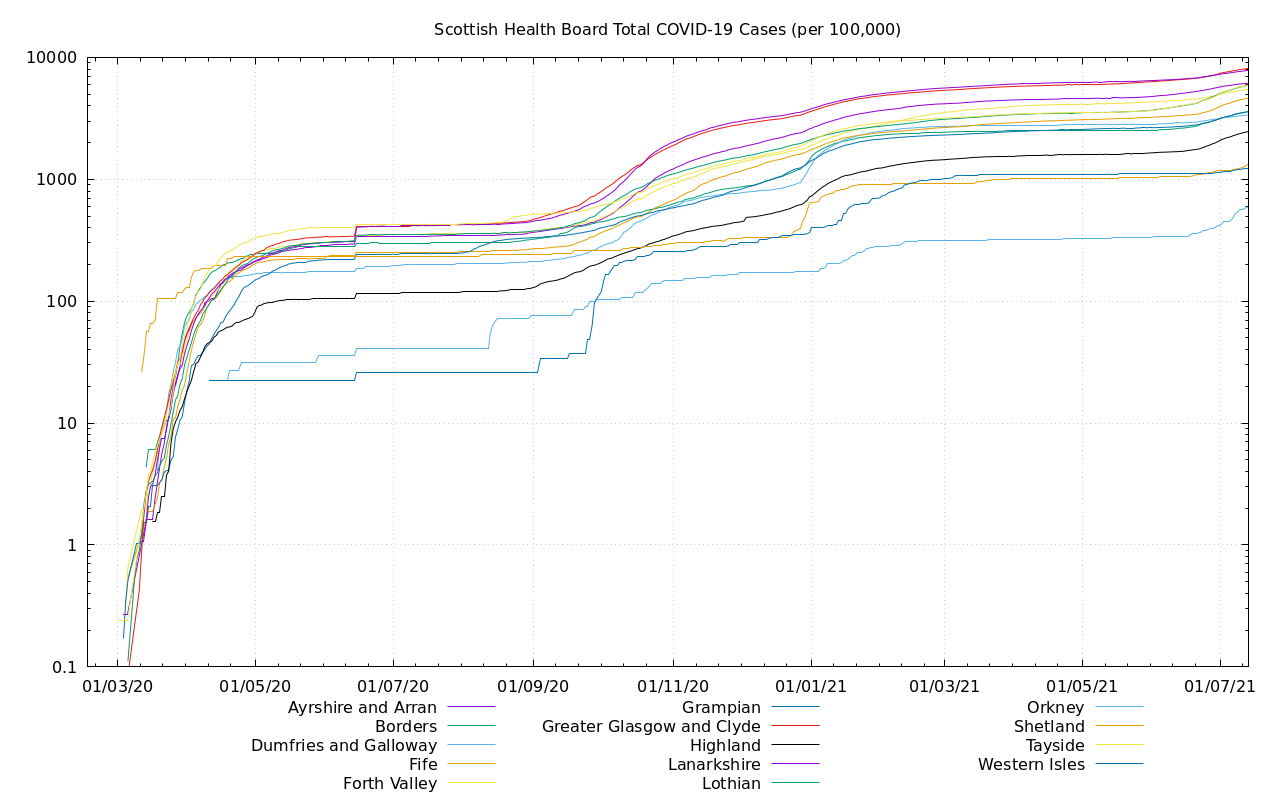 Scottish Health Board Total COVID-19 Cases (per 100,000)
10000
1000
100
10
1
0.1
01/03/20 01/05/20 01/07/20 01/09/20 01/11/20 01/01/21 01/03/21 01/05/21 01/07/21
Ayrshire and Arran Grampian Orkney
Borders Greater Glasgow and Clyde Shetland
Dumfries and Galloway Highland Tayside
Fife Lanarkshire Western Isles
Forth Valley Lothian